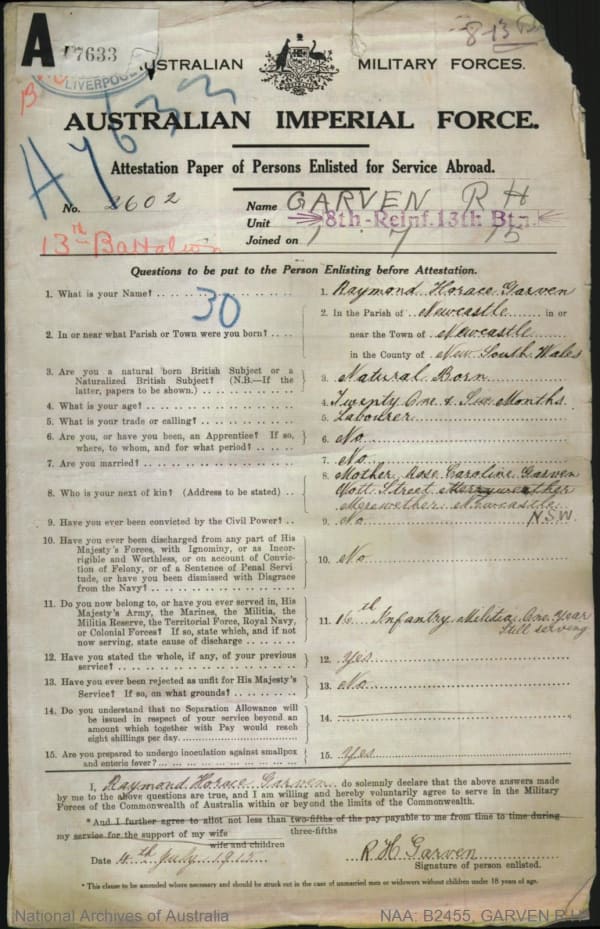 A
17633
LIVERPOOL
8-13
AUSTRALIAN MILITARY FORCES.
AUSTRALIAN IMPERIAL FORCE.
Attestation Paper of Persons Enlisted for Service Abroad.
No. 2602
Name GARVEN R H
Unit 8th-Reinf. 13th Btn.
Joined on 1 7 15
13th Battalion
Questions to be put to the Person Enlisting before Attestation.
30
1. What is your Name?
1. Raymond Horace Garven
2. In or near what Parish or Town were you born?
2. In the Parish of Newcastle in or
near the Town of Newcastle
in the County of New South Wales
3. Are you a natural born British Subject or a
Naturalized British Subject? (N.B.—If the
latter, papers to be shown.)
3. Natural Born
4. What is your age?
4. Twenty One & Six Months
5. What is your trade or calling?
5. Labourer
6. Are you, or have you been, an Apprentice? If so,
where, to whom, and for what period?
6. No
7. Are you married?
7. No
8. Who is your next of kin? (Address to be stated)
8. Mother Rose Caroline Garven
Street Merryweather
Merewether Newcastle
N.S.W.
9. Have you ever been convicted by the Civil Power?
9. No
10. Have you ever been discharged from any part of His
Majesty's Forces, with Ignominy, or as Incor-
rigible and Worthless, or on account of Convic-
tion of Felony, or of a Sentence of Penal Servi-
tude, or have you been dismissed with Disgrace
from the Navy?
10. No
11. Do you now belong to, or have you ever served in, His
Majesty's Army, the Marines, the Militia, the
Militia Reserve, the Territorial Force, Royal Navy,
or Colonial Forces? If so, state which, and if not
now serving, state cause of discharge
11. 16th Infantry Militia One Year
Still serving
12. Have you stated the whole, if any, of your previous
service?
12. Yes
13. Have you ever been rejected as unfit for His Majesty's
Service? If so, on what grounds?
13. No
14. Do you understand that no Separation Allowance will
be issued in respect of your service beyond an
amount which together with Pay would reach
eight shillings per day.
14.
15. Are you prepared to undergo inoculation against smallpox
and enteric fever?
15. Yes
I, Raymond Horace Garven do solemnly declare that the above answers made
by me to the above questions are true, and I am willing and hereby voluntarily agree to serve in the Military
Forces of the Commonwealth of Australia within or beyond the limits of the Commonwealth.
*And I further agree to allot not less than two-fifths of the pay payable to me from time to time during
three-fifths
my service for the support of my wife
wife and children
Date 4th July 1915
R H Garven
Signature of person enlisted.
* This clause to be amended where necessary and should be struck out in the case of unmarried men or widowers without children under 18 years of age.
National Archives of Australia
NAA: B2455, GARVEN R H